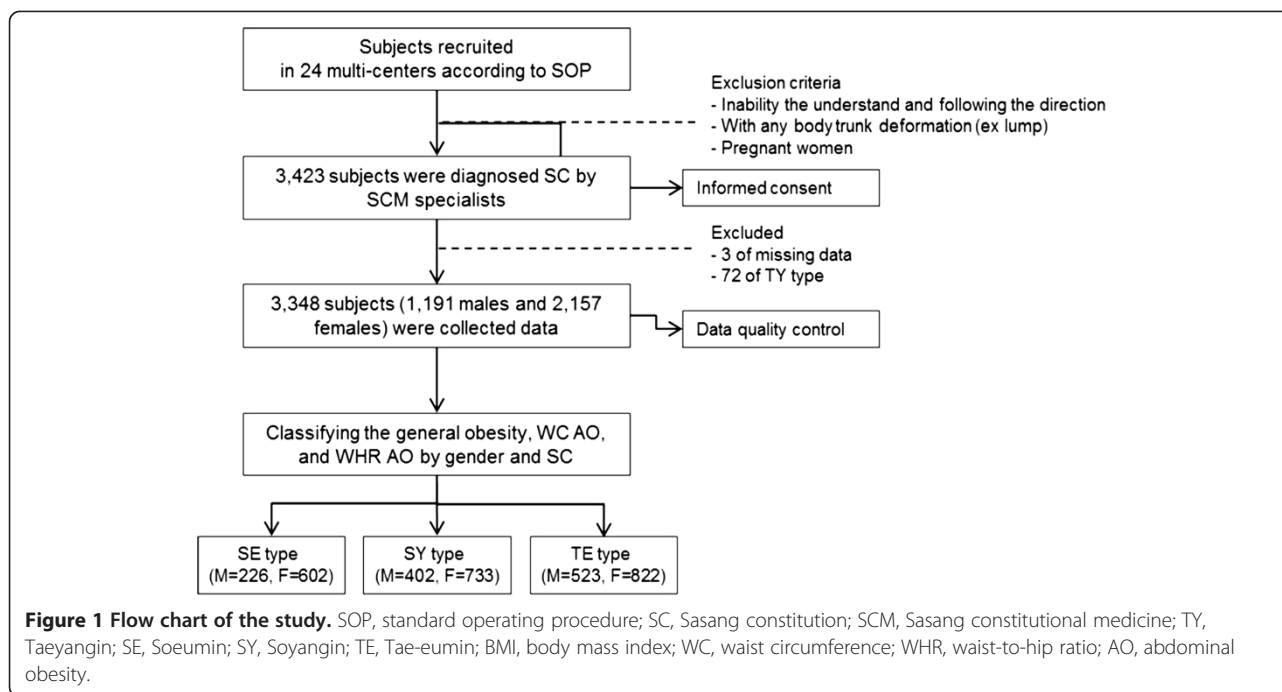 Subjects recruited
in 24 multi-centers according to SOP
Exclusion criteria
- Inability the understand and following the direction
- With any body trunk deformation (ex lump)
- Pregnant women
3,423 subjects were diagnosed SC by
SCM specialists
Informed consent
Excluded
- 3 of missing data
- 72 of TY type
3,348 subjects (1,191 males and 2,157
females) were collected data
Data quality control
Classifying the general obesity, WC AO,
and WHR AO by gender and SC
SE type
(M=226, F=602)
SY type
(M=402, F=733)
TE type
(M=523, F=822)
Figure 1 Flow chart of the study. SOP, standard operating procedure; SC, Sasang constitution; SCM, Sasang constitutional medicine; TY,
Taeyangin; SE, Soeumin; SY, Soyangin; TE, Tae-eumin; BMI, body mass index; WC, waist circumference; WHR, waist-to-hip ratio; AO, abdominal
obesity.